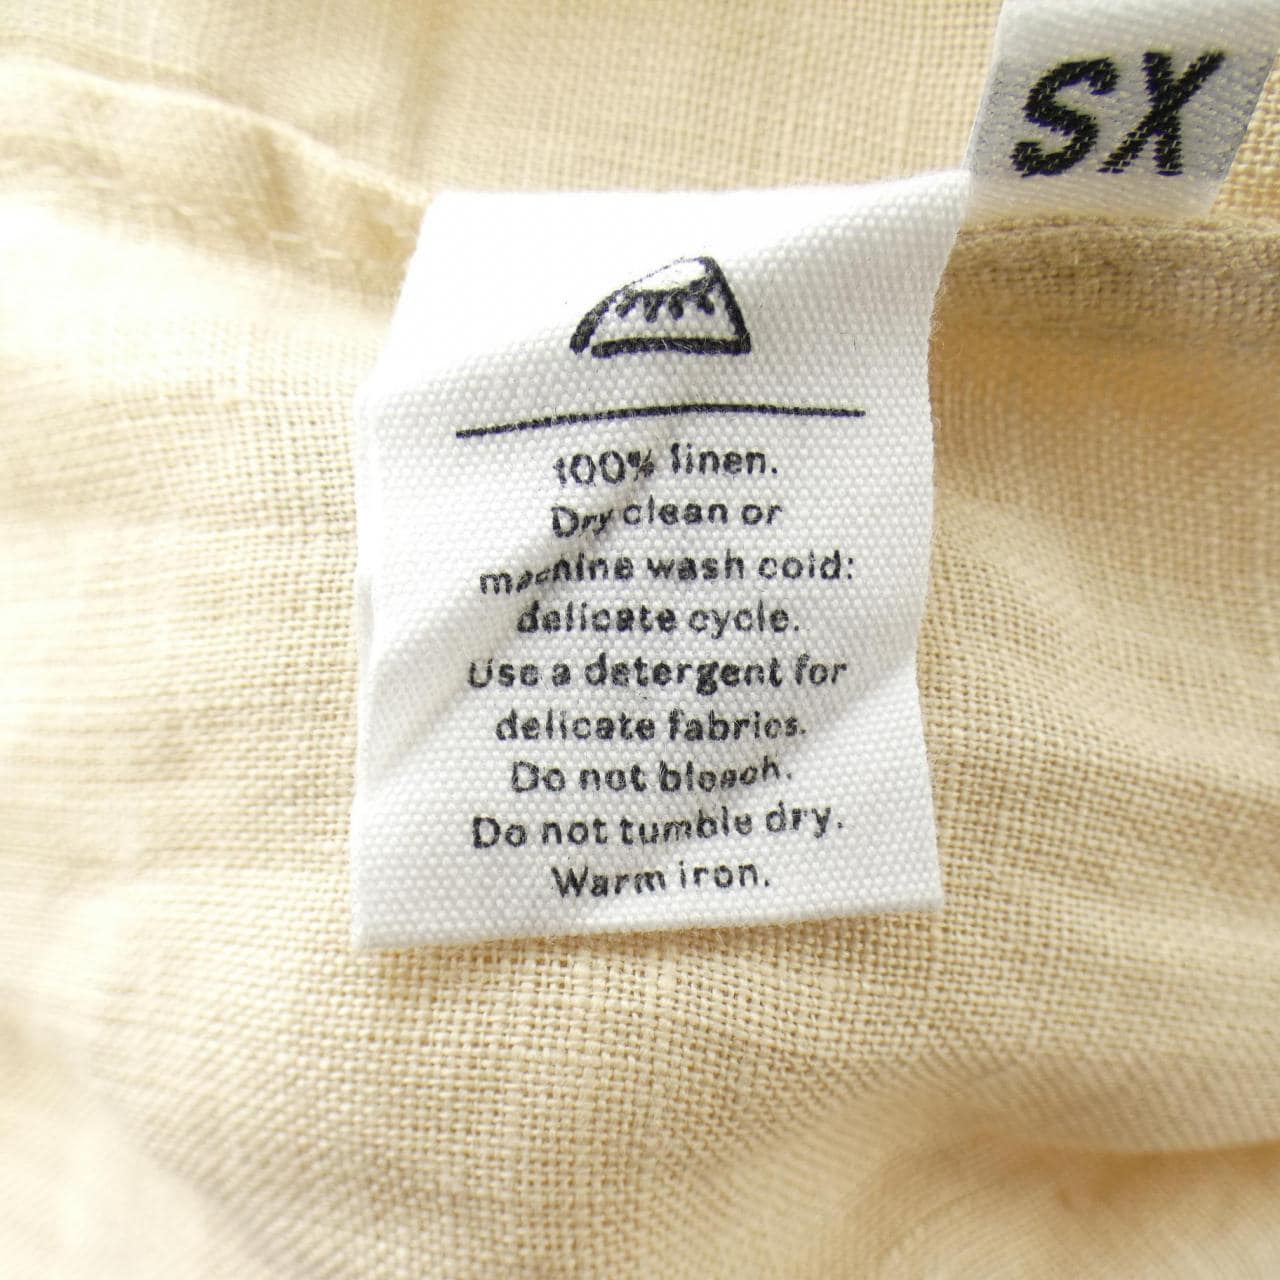 SX
100% linen.
Dry clean or
machine wash cold:
delicate cycle.
Use a detergent for
delicate fabrics.
Do not bleach.
Do not tumble dry.
Warm iron.